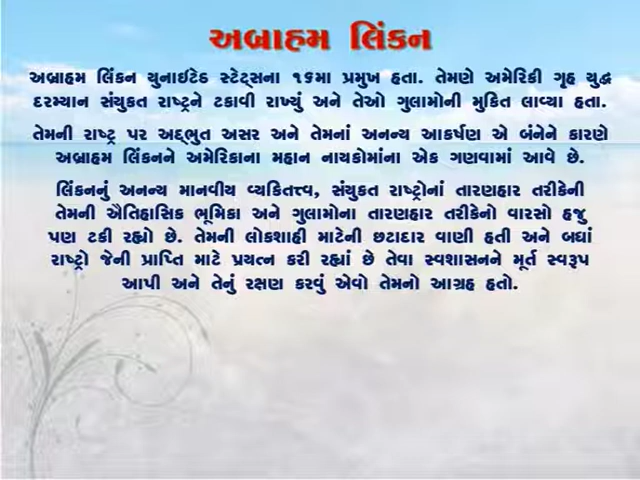 અબ્રાહમ લિંકન
અબ્રાહમ લિંકન યુનાઈટેઠ સ્ટેટ્સના ૧૬મા પ્રમુખ હતા. તેમણે અમેરિકી ગૃહ યુદ્વ
દરમ્યાન સંયુકત રાષ્ટ્રને ટકાવી રાખ્યું અને તેઓ ગુલામોની મુકિત લાવ્યા હતા.
તેમની રાષ્ટ્ર પર અદ્દભુત અસર અને તેમનાં અનન્ય આકર્ષણ એ બંનેને કારણે
અબ્રાહમ લિંકનને અમેરિકાના મહાન નાયકોમાંના એક ગણવામાં આવે છે.
લિંકનનું અનન્ય માનવીય વ્યકિતત્ત્વ, સંયુકત રાષ્ટ્રોનાં તારણહાર તરીકેની
તેમની ઐતિહાસિક ભૂમિકા અને ગુલામોના તારણહાર તરીકેનો વારસો હજુ
પણ ટકી રહ્યો છે. તેમની લોકશાહી માટેની છટાદાર વાણી હતી અને બધાં
રાષ્ટ્રો જેની પ્રાપ્તિ માટે પ્રયત્ન કરી રહ્યાં છે તેવા સ્વશાસનને મૂર્ત સ્વરૂપ
આપી અને તેનું રક્ષણ કરવું એવો તેમનો આગ્રહ હતો.